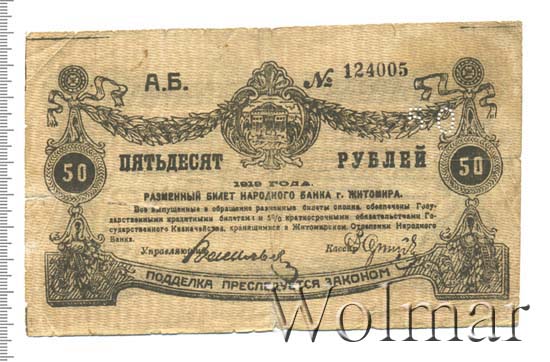 А.Б. № 124005
50 ПЯТЬДЕСЯТ РУБЛЕЙ 50
1919 ГОДА.
РАЗМЕННЫЙ БИЛЕТ НАРОДНОГО БАНКА г. ЖИТОМИРА.
Все выпущенные в обращение разменные билеты сполна обеспечены Госу-
дарственными кредитными билетами и 5% краткосрочными обязательствами Го-
сударственного Казначейства, хранящимися в Житомирском Отделении Народного
Банка.
Управляющий Кассир
ПОДДЕЛКА ПРЕСЛЕДУЕТСЯ ЗАКОНОМ
Wolmar